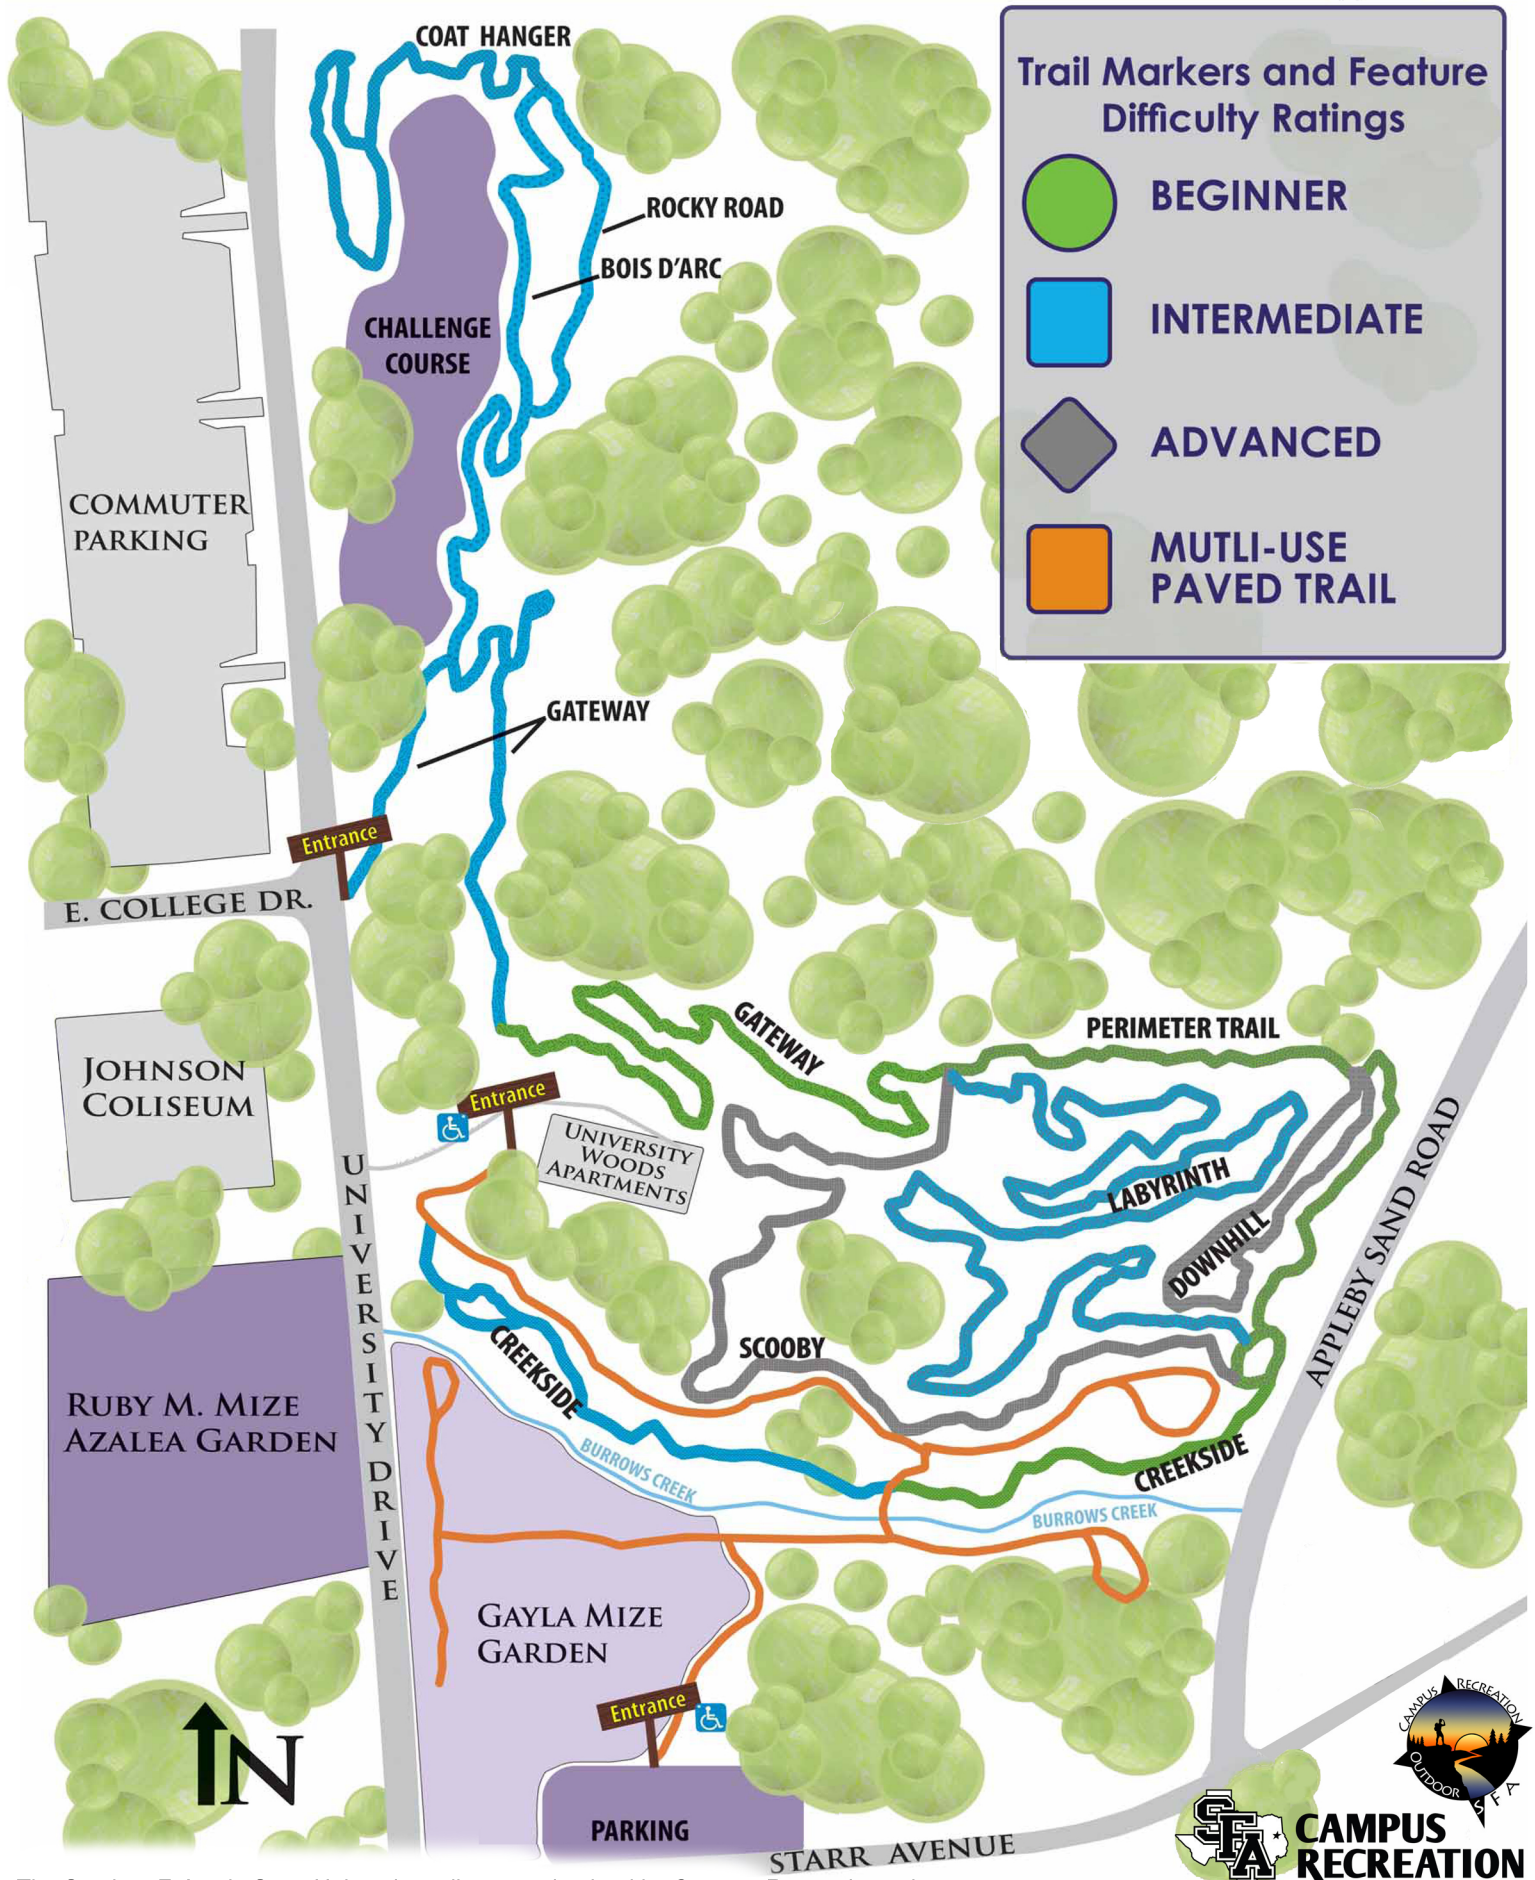 COAT HANGER
Trail Markers and Feature
Difficulty Ratings
BEGINNER
INTERMEDIATE
ADVANCED
MUTLI-USE
PAVED TRAIL
ROCKY ROAD
BOIS D'ARC
CHALLENGE
COURSE
COMMUTER
PARKING
GATEWAY
Entrance
E. COLLEGE DR.
JOHNSON
COLISEUM
GATEWAY
PERIMETER TRAIL
Entrance
UNIVERSITY
WOODS
APARTMENTS
UNIVERSITY DRIVE
LABYRINTH
DOWNHILL
APPLEBY SAND ROAD
SCOOBY
CREEKSIDE
RUBY M. MIZE
AZALEA GARDEN
BURROWS CREEK
CREEKSIDE
BURROWS CREEK
GAYLA MIZE
GARDEN
Entrance
N
PARKING
STARR AVENUE
CAMPUS RECREATION
OUTDOOR SFA
SFA
CAMPUS
RECREATION